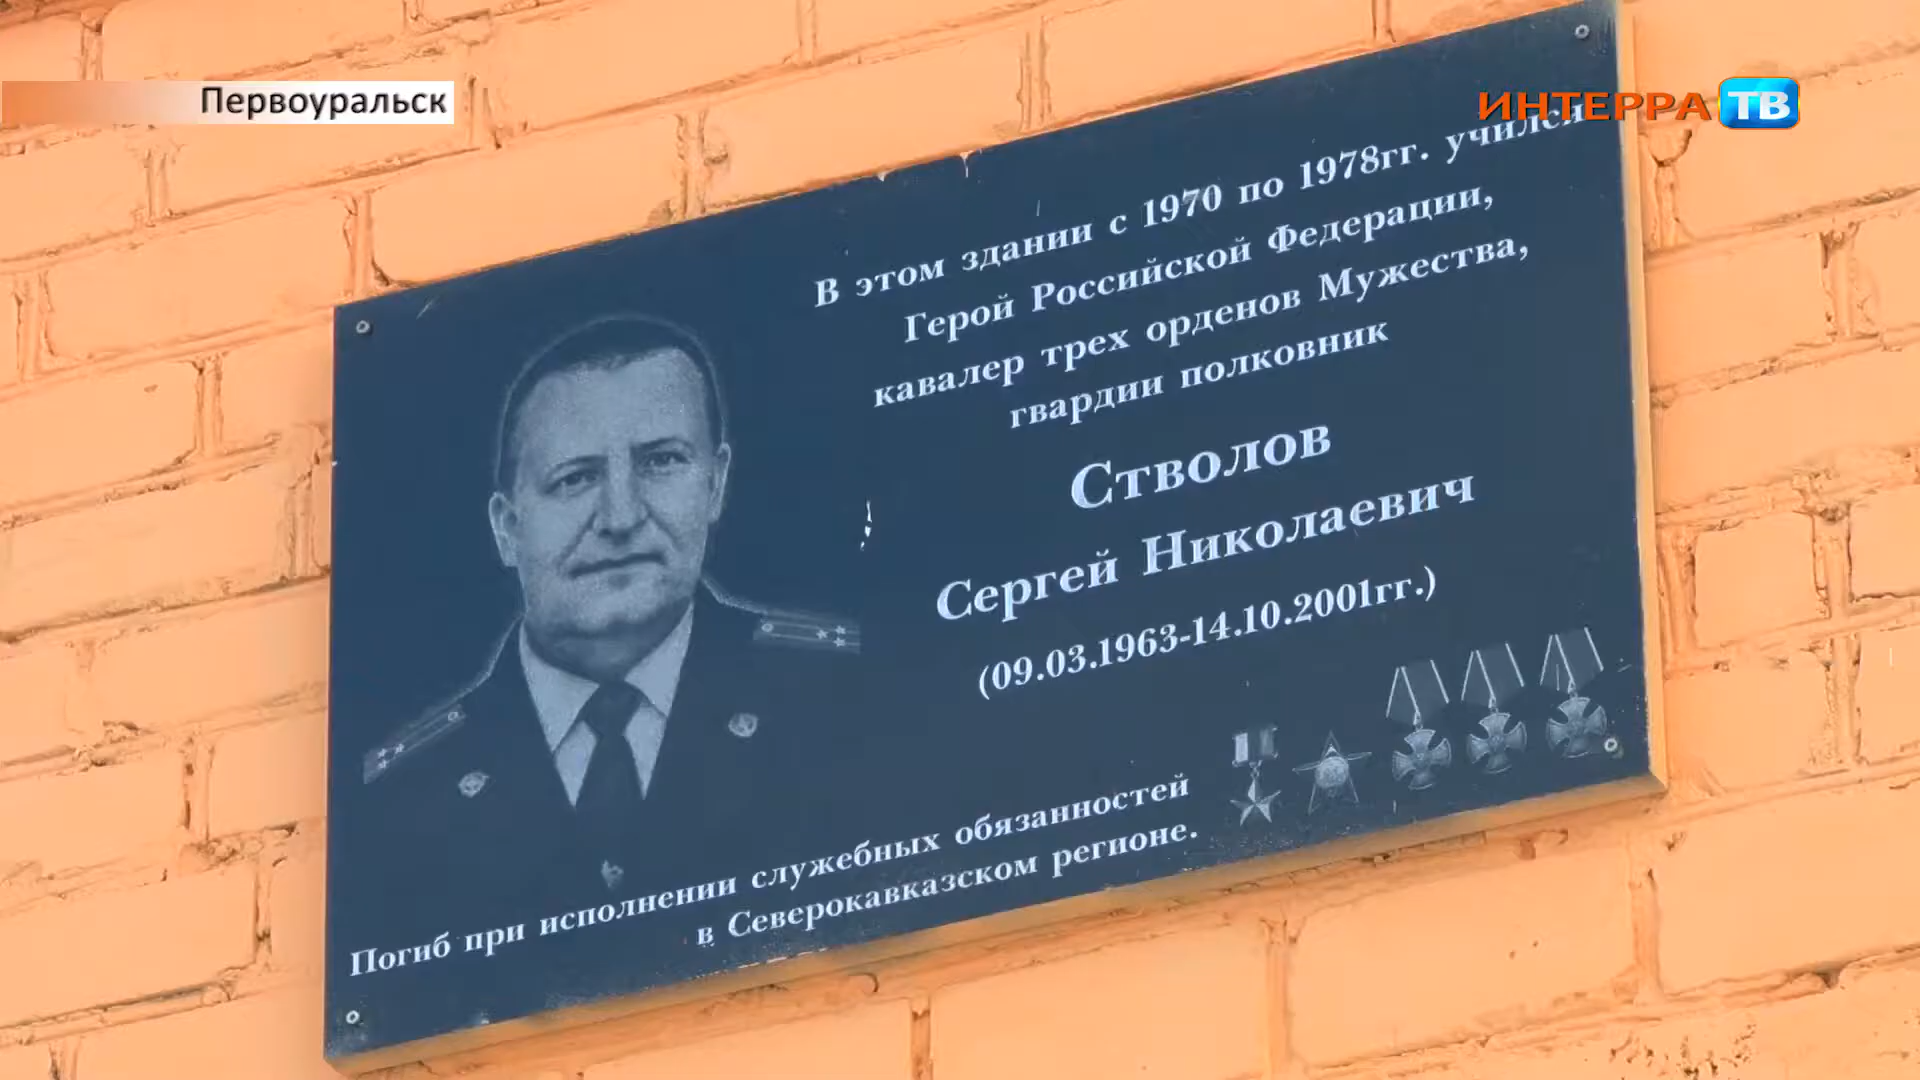 Первоуральск
ИНТЕРРА ТВ
В этом здании с 1970 по 1978гг. учился
Герой Российской Федерации,
кавалер трех орденов Мужества,
гвардии полковник
Стволов
Сергей Николаевич
(09.03.1963-14.10.2001гг.)
Погиб при исполнении служебных обязанностей
в Северокавказском регионе.